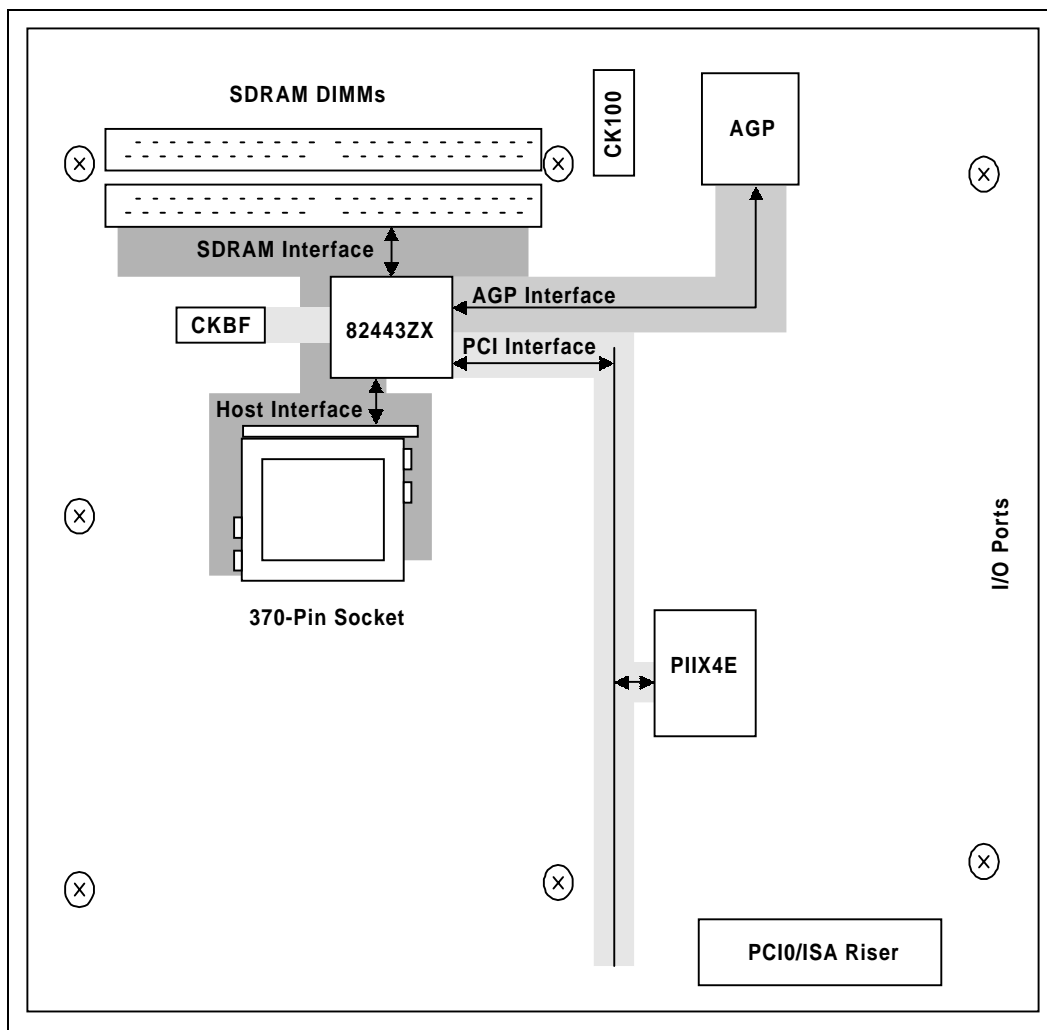 SDRAM DIMMs
CK100
AGP
SDRAM Interface
AGP Interface
CKBF
82443ZX
PCI Interface
Host Interface
I/O Ports
370-Pin Socket
PIIX4E
PCI0/ISA Riser